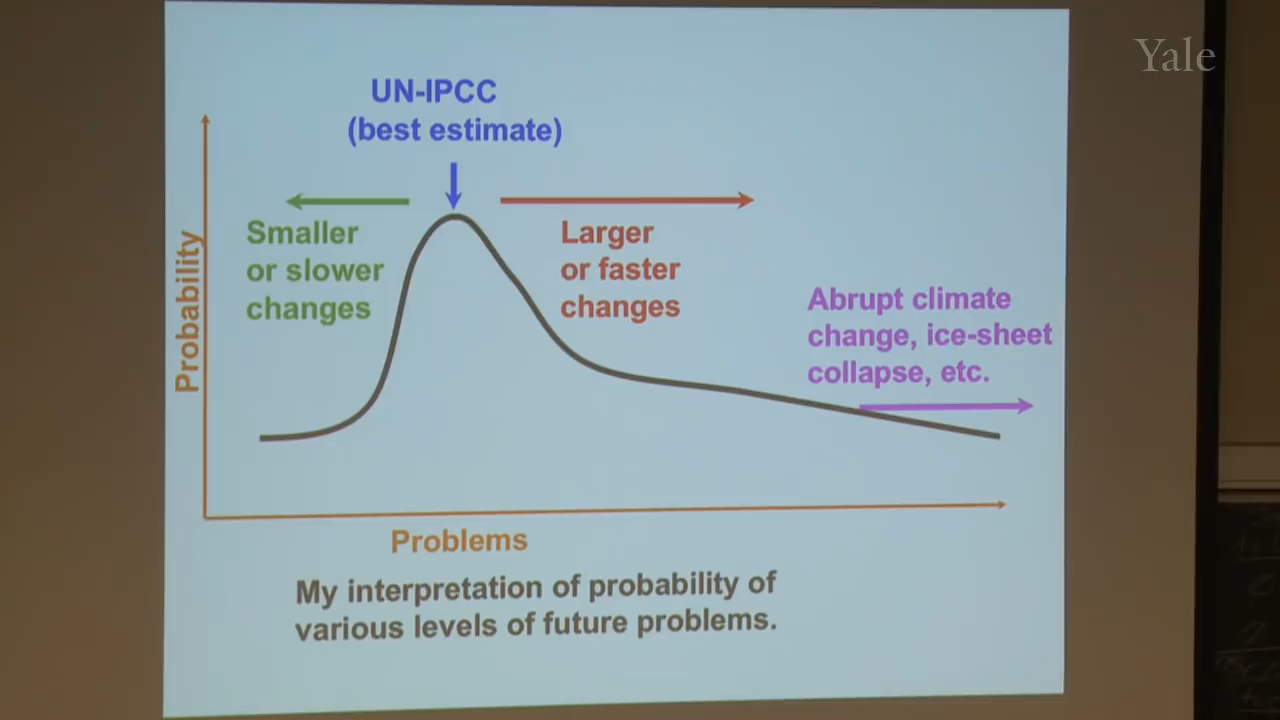 Yale
UN-IPCC
(best estimate)
Smaller
or slower
changes
Larger
or faster
changes
Abrupt climate
change, ice-sheet
collapse, etc.
Probability
Problems
My interpretation of probability of
various levels of future problems.